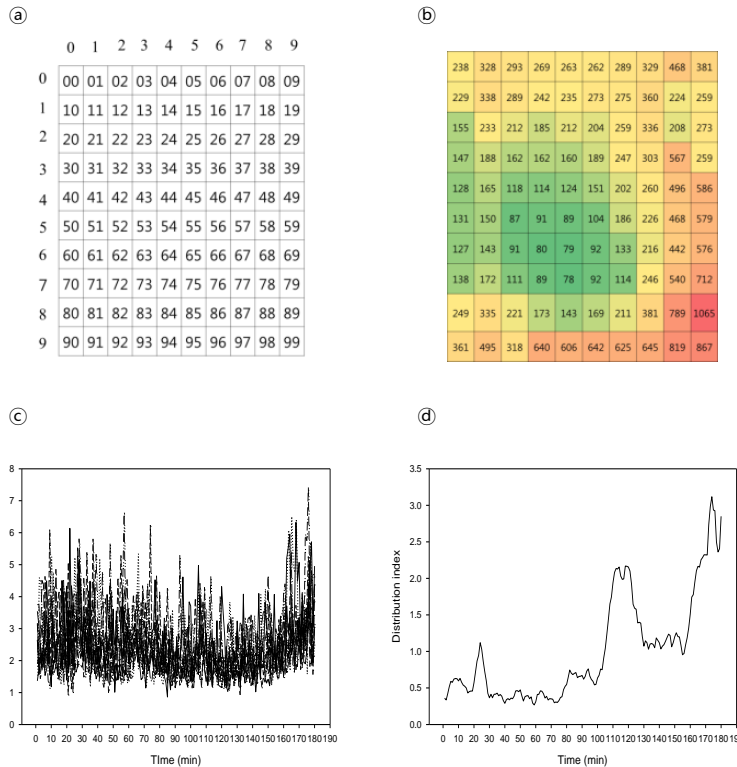 ⓐ
0 1 2 3 4 5 6 7 8 9
0 00 01 02 03 04 05 06 07 08 09
1 10 11 12 13 14 15 16 17 18 19
2 20 21 22 23 24 25 26 27 28 29
3 30 31 32 33 34 35 36 37 38 39
4 40 41 42 43 44 45 46 47 48 49
5 50 51 52 53 54 55 56 57 58 59
6 60 61 62 63 64 65 66 67 68 69
7 70 71 72 73 74 75 76 77 78 79
8 80 81 82 83 84 85 86 87 88 89
9 90 91 92 93 94 95 96 97 98 99
ⓑ
238 328 293 269 263 262 289 329 468 381
229 338 289 242 235 273 275 360 224 259
155 233 212 185 212 204 259 336 208 273
147 188 162 162 160 189 247 303 567 259
128 165 118 114 124 151 202 260 496 586
131 150 87 91 89 104 186 226 468 579
127 143 91 80 79 92 133 216 442 576
138 172 111 89 78 92 114 246 540 712
249 335 221 173 143 169 211 381 789 1065
361 495 318 640 606 642 625 645 819 867
ⓒ
8
7
6
5
4
3
2
1
0
0 10 20 30 40 50 60 70 80 90 100 110 120 130 140 150 160 170 180 190
TIme (min)
ⓓ
Distribution index
3.5
3.0
2.5
2.0
1.5
1.0
0.5
0.0
0 10 20 30 40 50 60 70 80 90 100 110 120 130 140 150 160 170 180 190
Time (min)